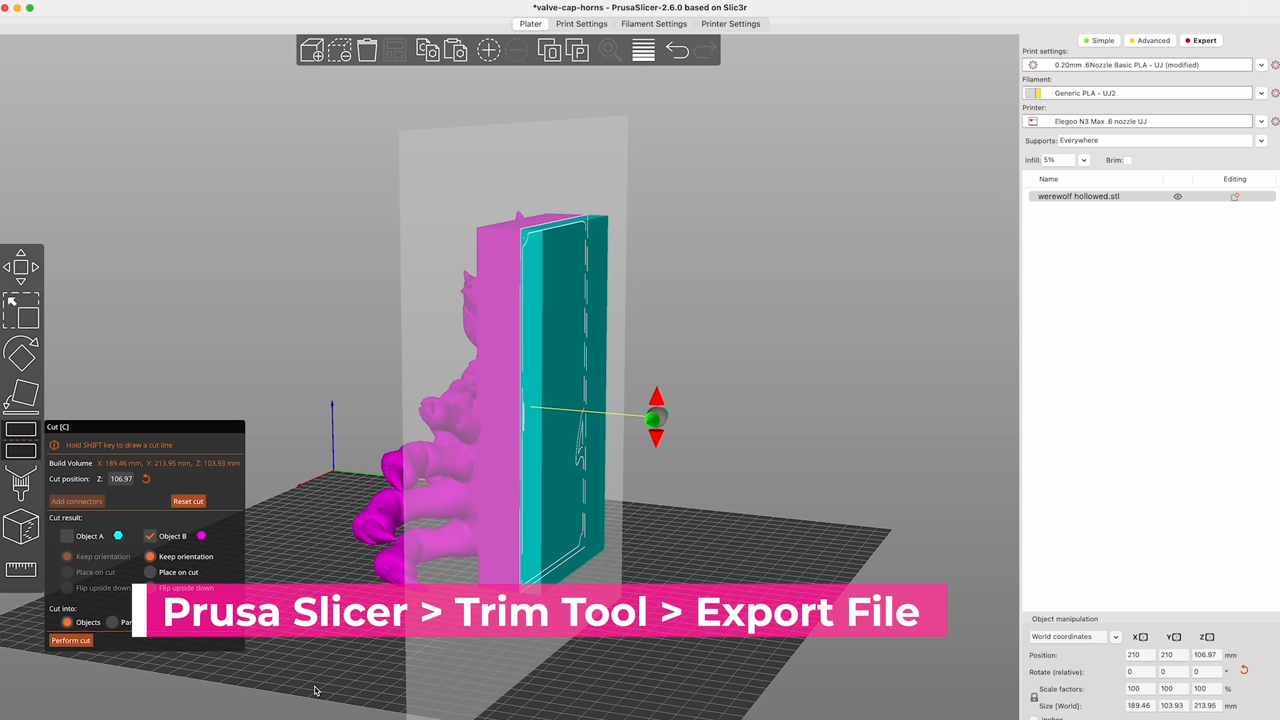 *valve-cap-horns - PrusaSlicer-2.6.0 based on Slic3r
Plater Print Settings Filament Settings Printer Settings
Simple Advanced Expert
Print settings:
0.20mm .6Nozzle Basic PLA - UJ (modified)
Filament:
Generic PLA - UJ2
Printer:
Elegoo N3 Max .6 nozzle UJ
Supports: Everywhere
Infill: 5% Brim:
Name Editing
werewolf hollowed.stl
Cut [C]
Hold SHIFT key to draw a cut line
Build Volume X: 189.46 mm, Y: 213.95 mm, Z: 103.93 mm
Cut position: Z: 106.97
Add connectors Reset cut
Cut result:
Object A Object B
Keep orientation Keep orientation
Place on cut Place on cut
Flip upside down Flip upside down
Cut into:
Objects Par
Perform cut
Prusa Slicer > Trim Tool > Export File
Object manipulation
World coordinates X Y Z
Position: 210 210 106.97 mm
Rotate (relative): 0 0 0 °
Scale factors: 100 100 100 %
Size [World]: 189.46 103.93 213.95 mm
Inches